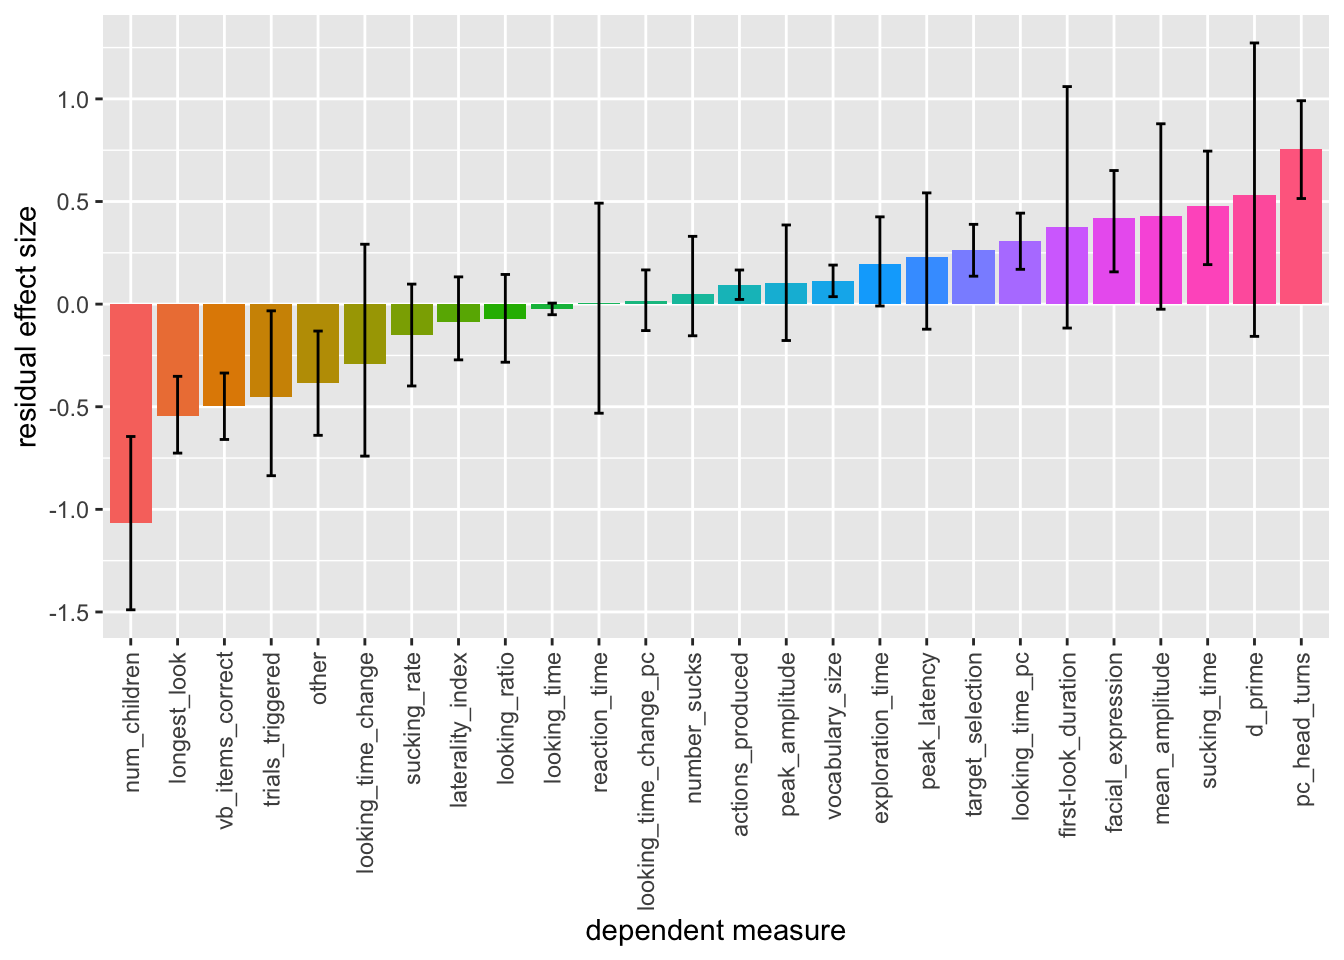 residual effect size
1.0
0.5
0.0
-0.5
-1.0
-1.5
num_children
longest_look
vb_items_correct
trials_triggered
other
looking_time_change
sucking_rate
laterality_index
looking_ratio
looking_time
reaction_time
looking_time_change_pc
number_sucks
actions_produced
peak_amplitude
vocabulary_size
exploration_time
peak_latency
target_selection
looking_time_pc
first-look_duration
facial_expression
mean_amplitude
sucking_time
d_prime
pc_head_turns
dependent measure